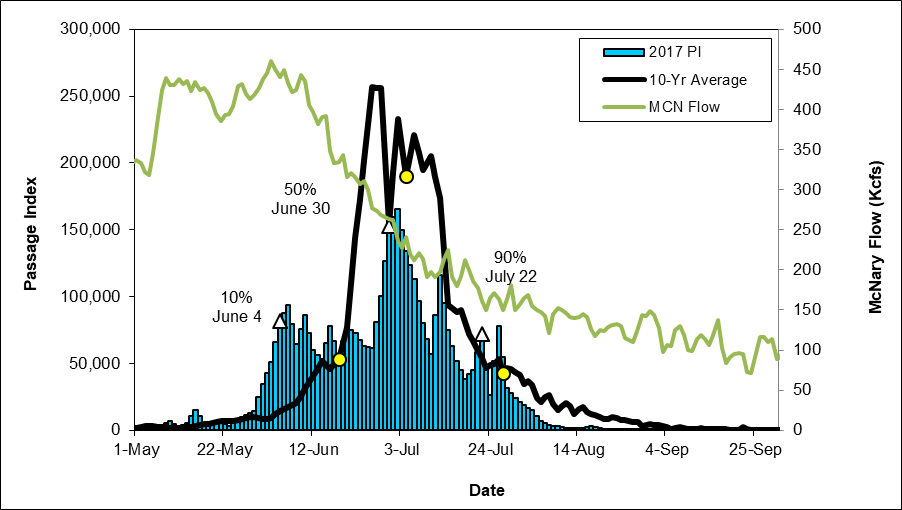 300,000
250,000
200,000
150,000
100,000
50,000
0
Passage Index
500
450
400
350
300
250
200
150
100
50
0
McNary Flow (Kcfs)
2017 PI
10-Yr Average
MCN Flow
50%
June 30
10%
June 4
90%
July 22
1-May 22-May 12-Jun 3-Jul 24-Jul 14-Aug 4-Sep 25-Sep
Date